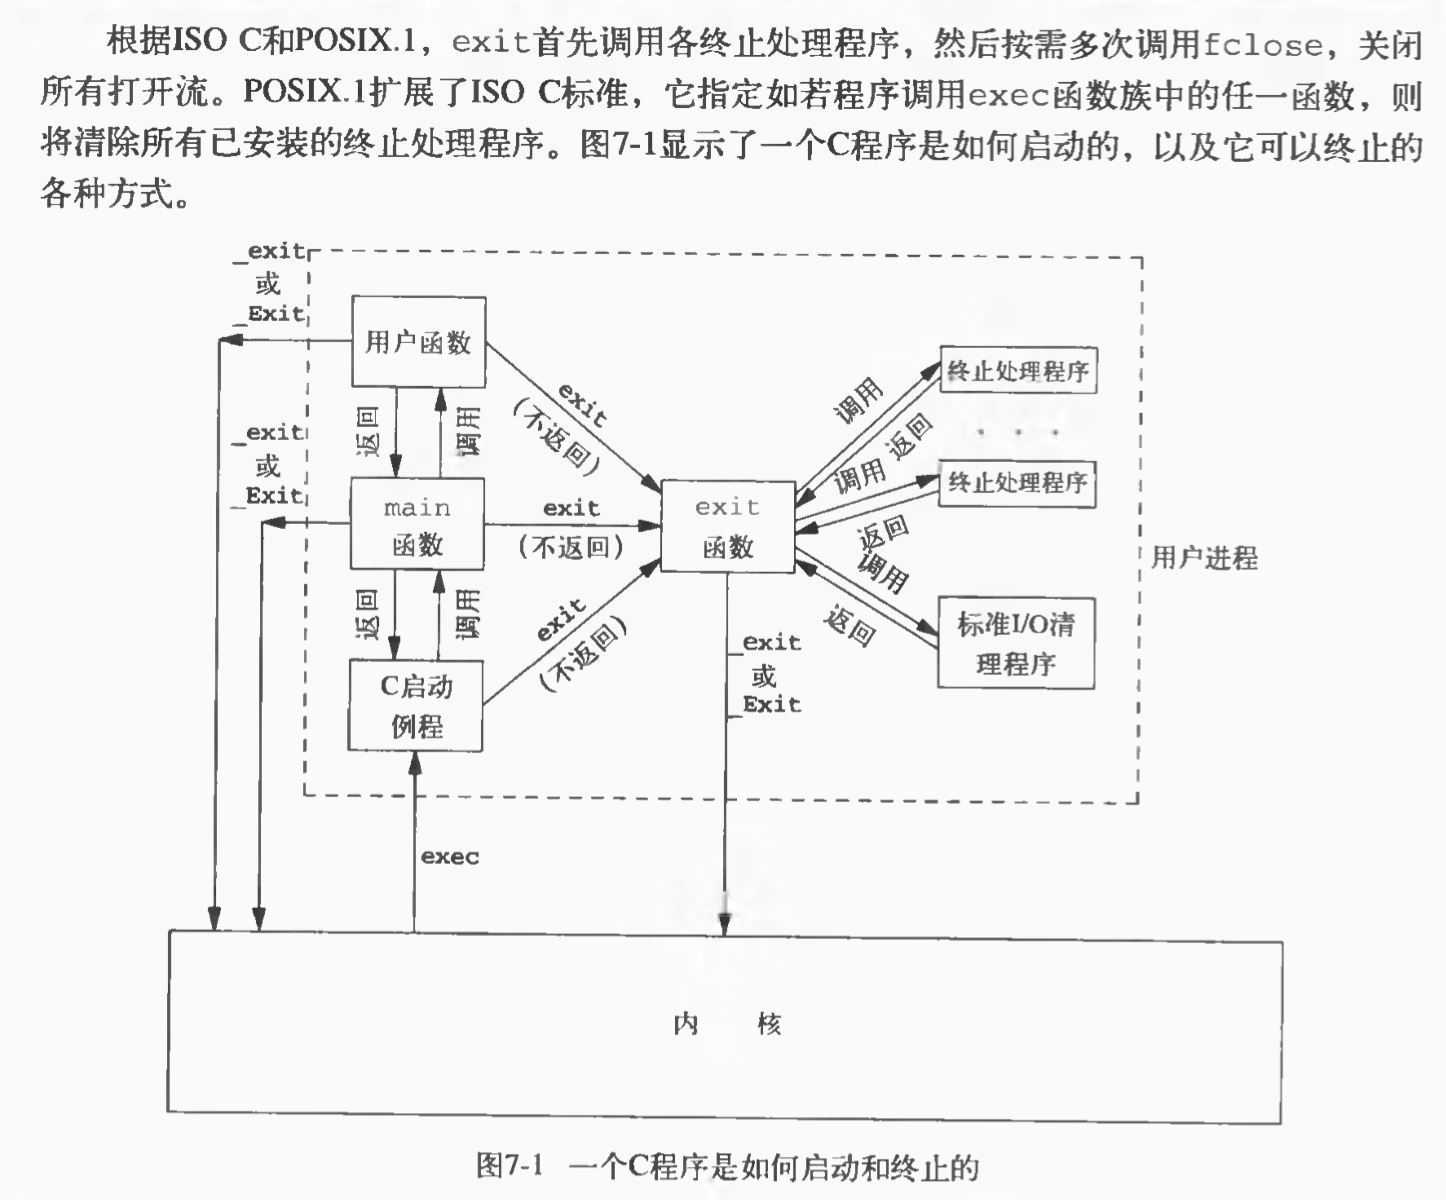 根据ISO C和POSIX.1，exit首先调用各终止处理程序，然后按需多次调用fclose，关闭
所有打开流。POSIX.1扩展了ISO C标准，它指定如若程序调用exec函数族中的任一函数，则
将清除所有已安装的终止处理程序。图7-1显示了一个C程序是如何启动的，以及它可以终止的
各种方式。
_exit
或
_Exit
用户函数
exit
(不返回)
返回
调用
_exit
或
_Exit
main
函数
exit
(不返回)
exit
函数
调用
返回
终止处理程序
. . .
调用
返回
终止处理程序
用户进程
调用
返回
标准I/O清
理程序
返回
调用
exit
(不返回)
C启动
例程
_exit
或
_Exit
exec
内 核
图7-1 一个C程序是如何启动和终止的